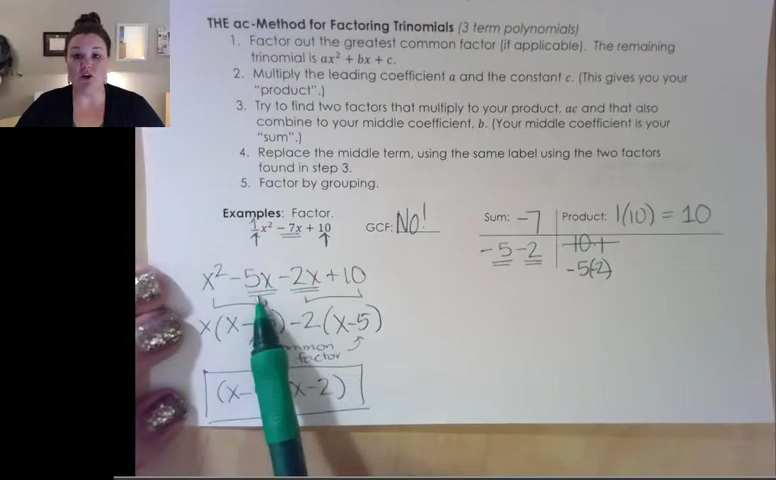 THE ac-Method for Factoring Trinomials (3 term polynomials)
1. Factor out the greatest common factor (if applicable). The remaining
trinomial is ax² + bx + c.
2. Multiply the leading coefficient a and the constant c. (This gives you your
"product".)
3. Try to find two factors that multiply to your product, ac and that also
combine to your middle coefficient, b. (Your middle coefficient is your
"sum".)
4. Replace the middle term, using the same label using the two factors
found in step 3.
5. Factor by grouping.
Examples: Factor.
1x² − 7x + 10
GCF: No!
Sum: -7
Product: 1(10) = 10
-5 -2
10·1
-5(-2)
x² - 5x - 2x + 10
x(x- ) -2(x-5)
factor
(x- x-2)